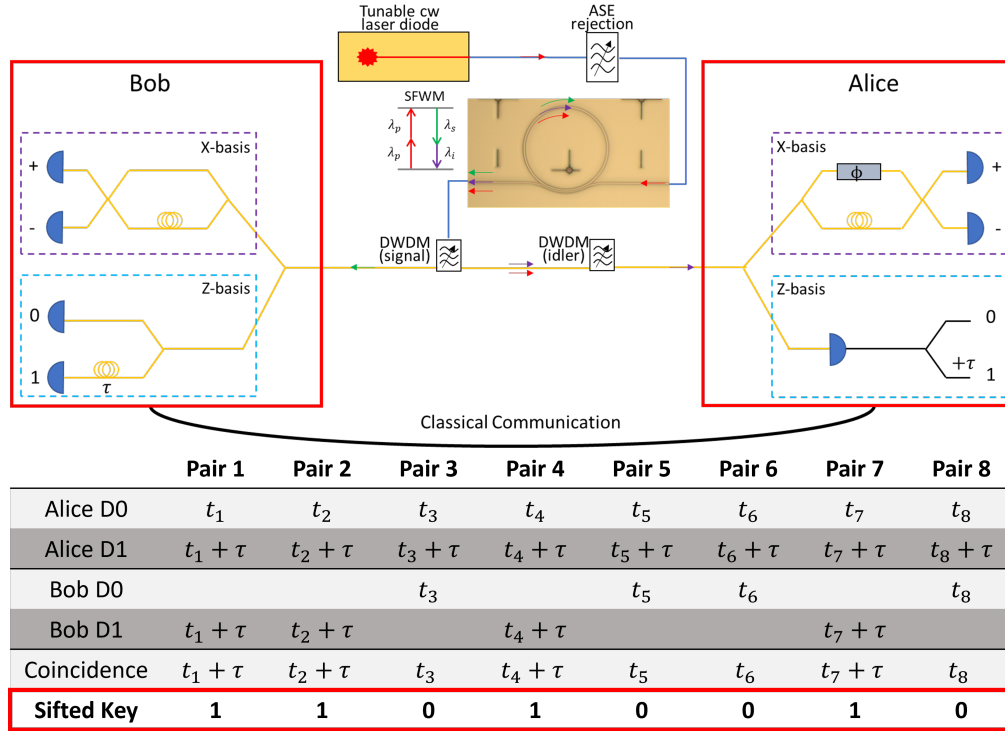 Tunable cw
laser diode
ASE
rejection
Bob
Alice
SFWM
λp
λs
λp
λi
X-basis
+
-
Z-basis
0
1
τ
DWDM
(signal)
DWDM
(idler)
X-basis
ϕ
+
-
Z-basis
0
+τ
1
Classical Communication
Pair 1 Pair 2 Pair 3 Pair 4 Pair 5 Pair 6 Pair 7 Pair 8
Alice D0 t1 t2 t3 t4 t5 t6 t7 t8
Alice D1 t1 + τ t2 + τ t3 + τ t4 + τ t5 + τ t6 + τ t7 + τ t8 + τ
Bob D0 t3 t5 t6 t8
Bob D1 t1 + τ t2 + τ t4 + τ t7 + τ
Coincidence t1 + τ t2 + τ t3 t4 + τ t5 t6 t7 + τ t8
Sifted Key 1 1 0 1 0 0 1 0